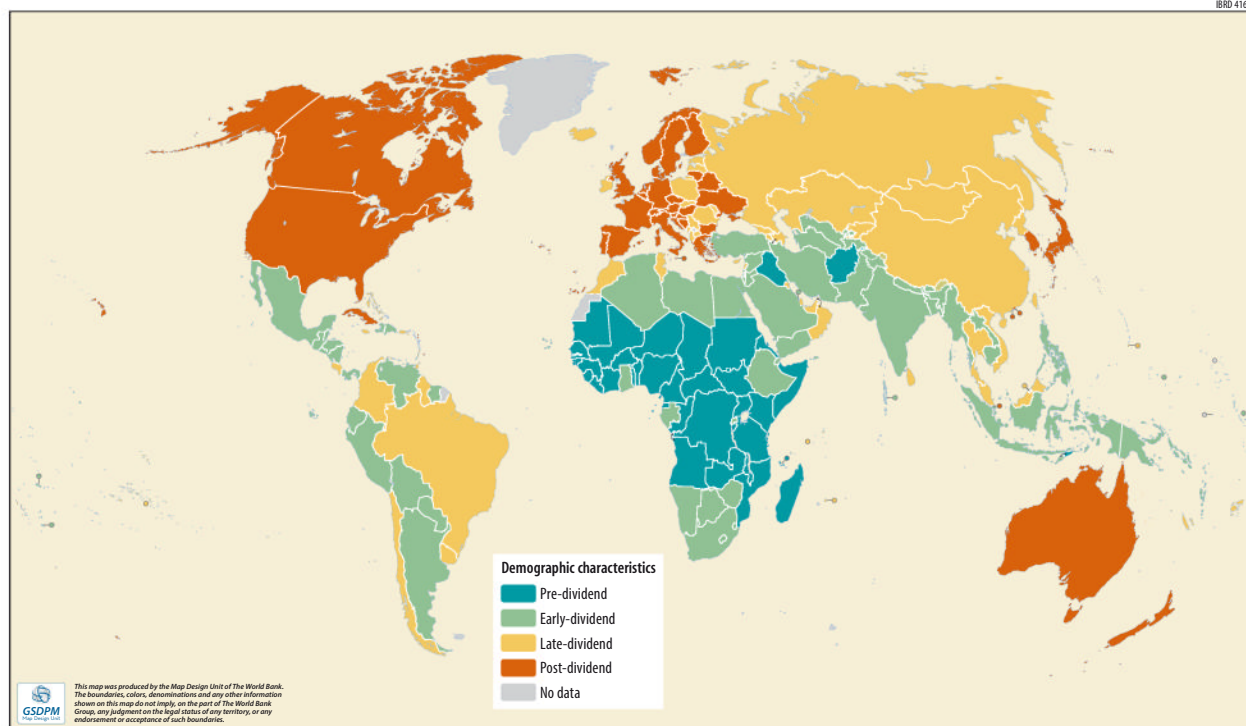 IBRD 416
Demographic characteristics
Pre-dividend
Early-dividend
Late-dividend
Post-dividend
No data
GSDPM
Map Design Unit
This map was produced by the Map Design Unit of The World Bank.
The boundaries, colors, denominations and any other information
shown on this map do not imply, on the part of The World Bank
Group, any judgment on the legal status of any territory, or any
endorsement or acceptance of such boundaries.